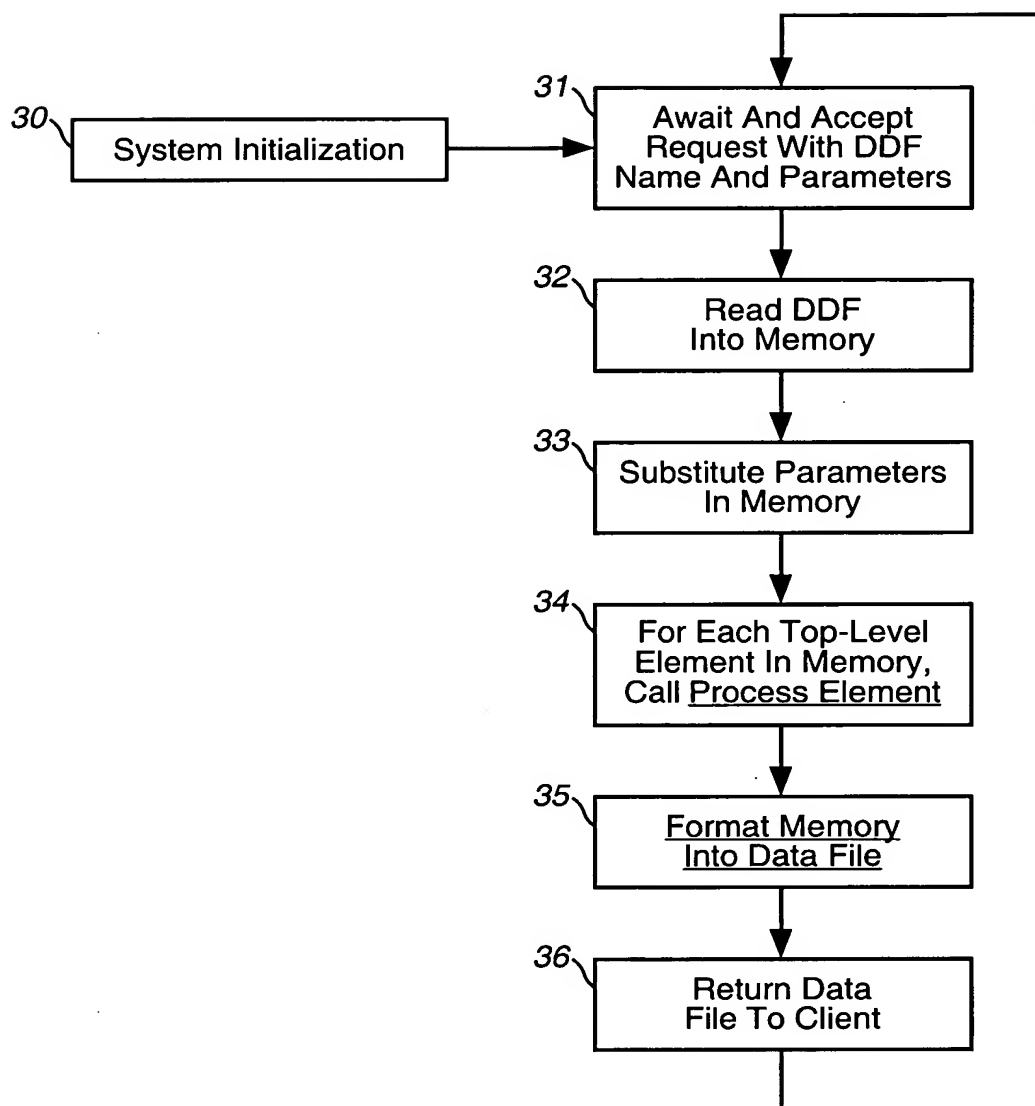 30
System Initialization
31
Await And Accept
Request With DDF
Name And Parameters
32
Read DDF
Into Memory
33
Substitute Parameters
In Memory
34
For Each Top-Level
Element In Memory,
Call Process Element
35
Format Memory
Into Data File
36
Return Data
File To Client